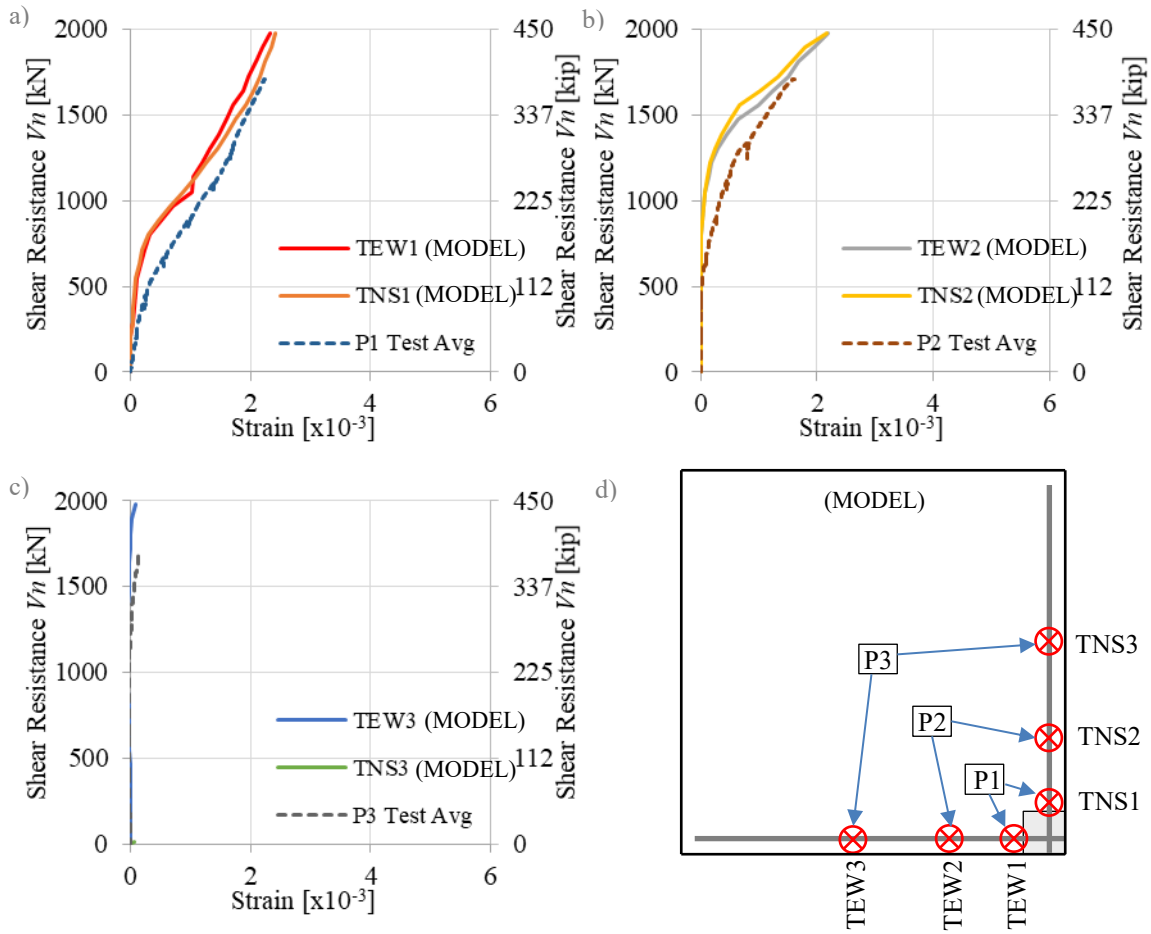 a)
Shear Resistance Vn [kN]
2000
1500
1000
500
0
450
337
225
112
0
Shear Resistance Vn [kip]
TEW1 (MODEL)
TNS1 (MODEL)
P1 Test Avg
0
2
4
6
Strain [x10-3]
b)
Shear Resistance Vn [kN]
2000
1500
1000
500
0
450
337
225
112
0
Shear Resistance Vn [kip]
TEW2 (MODEL)
TNS2 (MODEL)
P2 Test Avg
0
2
4
6
Strain [x10-3]
c)
Shear Resistance Vn [kN]
2000
1500
1000
500
0
450
337
225
112
0
Shear Resistance Vn [kip]
TEW3 (MODEL)
TNS3 (MODEL)
P3 Test Avg
0
2
4
6
Strain [x10-3]
d)
(MODEL)
P3
TNS3
P2
TNS2
P1
TNS1
TEW3
TEW2
TEW1